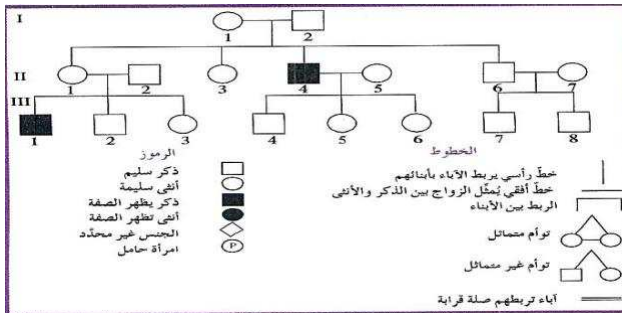 I
1 2
II
1 2 3 4 5 6 7
III
1 2 3 4 5 6 7 8
الرموز
ذكر سليم
أنثى سليمة
ذكر يظهر الصفة
أنثى تظهر الصفة
الجنس غير محدّد
امرأة حامل
P
الخطوط
خطّ رأسي يربط الآباء بأبنائهم
خطّ أفقي يُمثّل الزواج بين الذكر والأنثى
الربط بين الأبناء
توأم متماثل
توأم غير متماثل
آباء تربطهم صلة قرابة